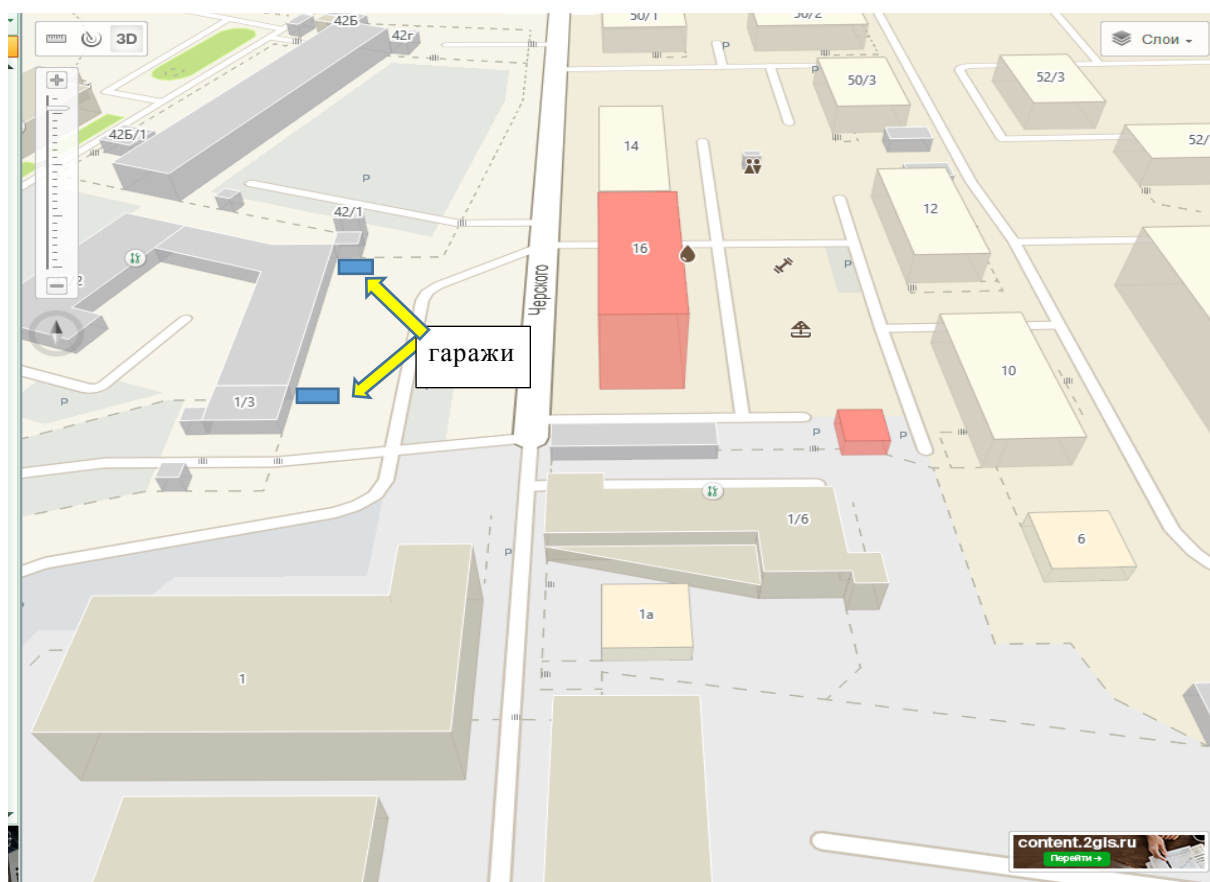 50/1
50/2
42Б
42г
3D
Слои
P
P
50/3
52/3
42Б/1
14
52/
P
12
42/1
16
P
/2
Черского
гаражи
10
P
1/3
P
P
P
1/6
6
P
1а
1
content.2gis.ru
Перейти →